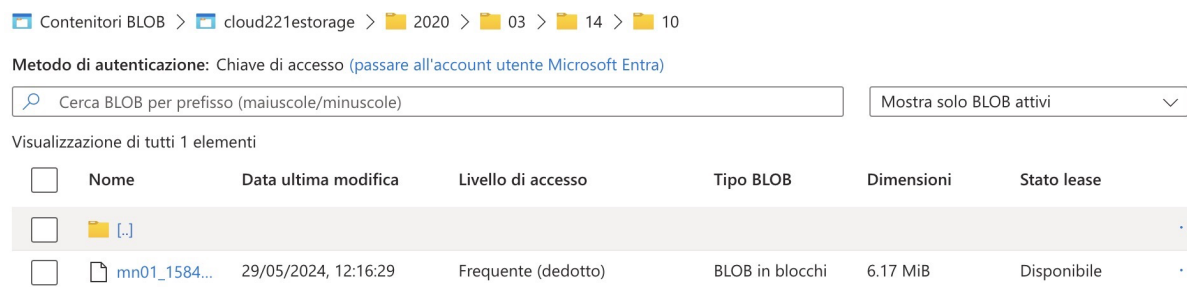 Contenitori BLOB > cloud221estorage > 2020 > 03 > 14 > 10
Metodo di autenticazione: Chiave di accesso (passare all'account utente Microsoft Entra)
Cerca BLOB per prefisso (maiuscole/minuscole) Mostra solo BLOB attivi
Visualizzazione di tutti 1 elementi
Nome Data ultima modifica Livello di accesso Tipo BLOB Dimensioni Stato lease
[..]
mn01_1584... 29/05/2024, 12:16:29 Frequente (dedotto) BLOB in blocchi 6.17 MiB Disponibile